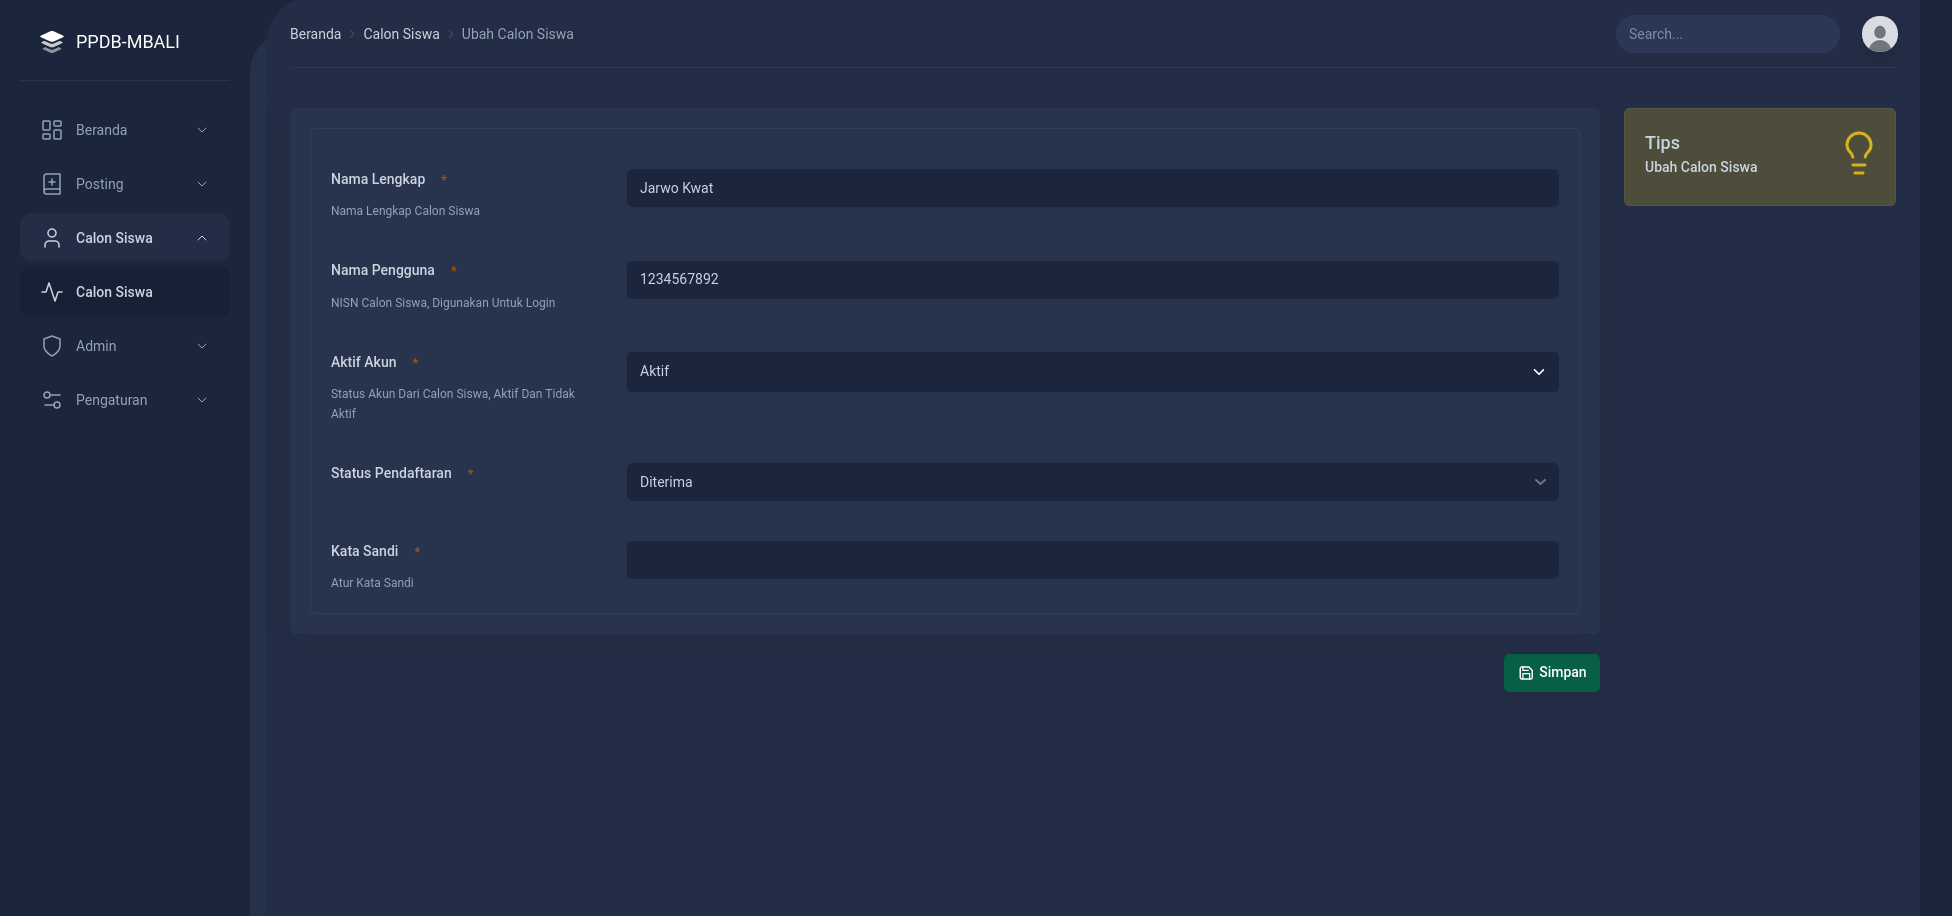 PPDB-MBALI
Beranda
Posting
Calon Siswa
Calon Siswa
Admin
Pengaturan
Beranda > Calon Siswa > Ubah Calon Siswa
Search...
Nama Lengkap *
Nama Lengkap Calon Siswa
Jarwo Kwat
Nama Pengguna *
NISN Calon Siswa, Digunakan Untuk Login
1234567892
Aktif Akun *
Status Akun Dari Calon Siswa, Aktif Dan Tidak
Aktif
Aktif
Status Pendaftaran *
Diterima
Kata Sandi *
Atur Kata Sandi
Simpan
Tips
Ubah Calon Siswa